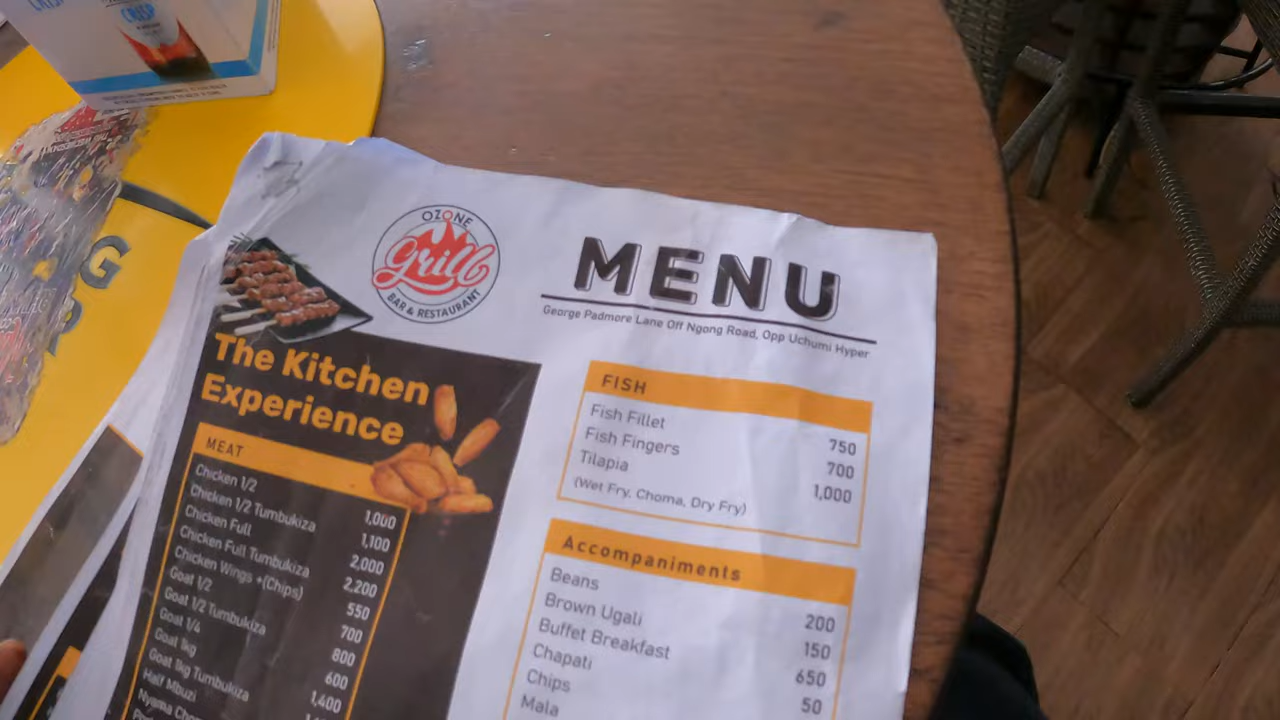 CRISP
CRISP
OZONE
Grill
BAR & RESTAURANT
MENU
George Padmore Lane Off Ngong Road, Opp Uchumi Hyper
The Kitchen
Experience
MEAT
Chicken 1/2 1,000
Chicken 1/2 Tumbukiza 1,100
Chicken Full 2,000
Chicken Full Tumbukiza 2,200
Chicken Wings +(Chips) 550
Goat 1/2 700
Goat 1/2 Tumbukiza 800
Goat 1/4 600
Goat 1kg 1,400
Goat 1kg Tumbukiza
Half Mbuzi
Nyama
FISH
Fish Fillet 750
Fish Fingers 700
Tilapia 1,000
(Wet Fry, Choma, Dry Fry)
Accompaniments
Beans 200
Brown Ugali 150
Buffet Breakfast 650
Chapati 50
Chips
Mala
G